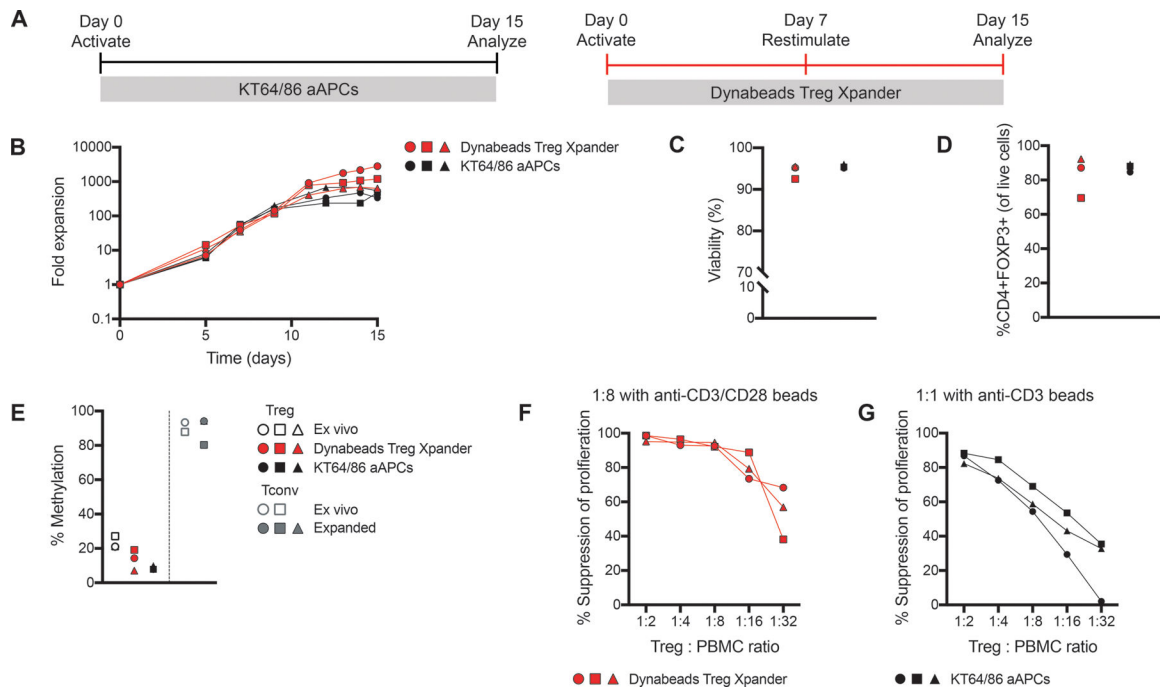 A
Day 0
Activate
Day 15
Analyze
KT64/86 aAPCs
Day 0
Activate
Day 7
Restimulate
Day 15
Analyze
Dynabeads Treg Xpander
B
Fold expansion
10000
1000
100
10
1
0.1
0
5
10
15
Time (days)
Dynabeads Treg Xpander
KT64/86 aAPCs
C
Viability (%)
100
90
80
70
10
0
D
%CD4+FOXP3+ (of live cells)
100
80
60
40
20
0
E
% Methylation
100
80
60
40
20
0
Treg
Ex vivo
Dynabeads Treg Xpander
KT64/86 aAPCs
Tconv
Ex vivo
Expanded
F
1:8 with anti-CD3/CD28 beads
% Suppression of prolfieration
100
80
60
40
20
0
1:2
1:4
1:8
1:16
1:32
Treg : PBMC ratio
Dynabeads Treg Xpander
G
1:1 with anti-CD3 beads
% Suppression of prolfieration
100
80
60
40
20
0
1:2
1:4
1:8
1:16
1:32
Treg : PBMC ratio
KT64/86 aAPCs